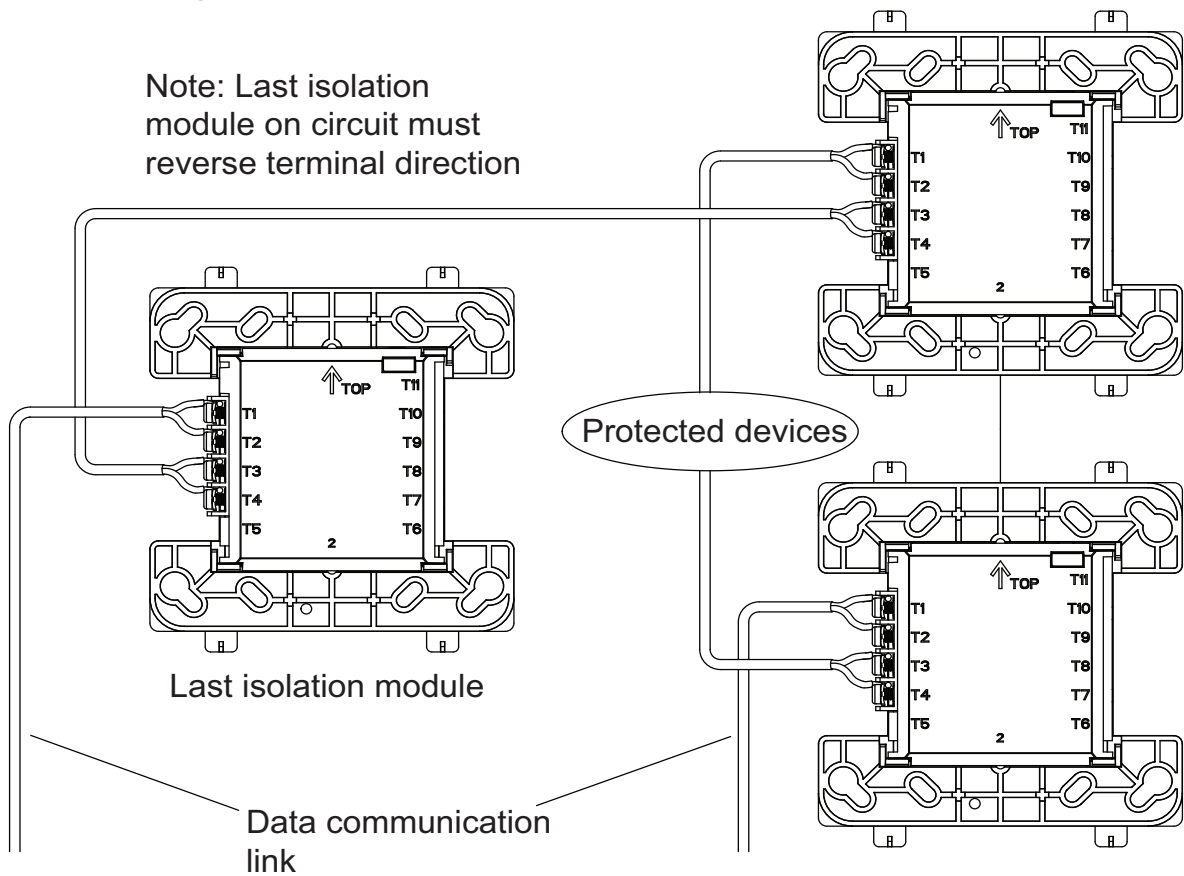 Note: Last isolation
module on circuit must
reverse terminal direction
TOP
T11
T1
T10
T2
T9
T3
T8
T4
T7
T5
T6
2
TOP
T11
T1
T10
T2
T9
T3
T8
T4
T7
T5
T6
2
Last isolation module
Protected devices
TOP
T11
T1
T10
T2
T9
T3
T8
T4
T7
T5
T6
2
Data communication
link